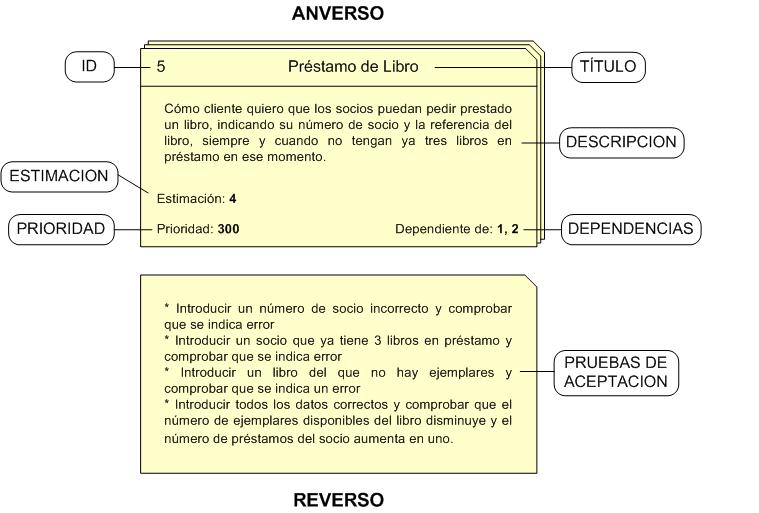 ANVERSO
ID
5
Préstamo de Libro
TÍTULO
Cómo cliente quiero que los socios puedan pedir prestado
un libro, indicando su número de socio y la referencia del
libro, siempre y cuando no tengan ya tres libros en
préstamo en ese momento.
DESCRIPCION
ESTIMACION
Estimación: 4
PRIORIDAD
Prioridad: 300
Dependiente de: 1, 2
DEPENDENCIAS
* Introducir un número de socio incorrecto y comprobar
que se indica error
* Introducir un socio que ya tiene 3 libros en préstamo y
comprobar que se indica error
* Introducir un libro del que no hay ejemplares y
comprobar que se indica un error
* Introducir todos los datos correctos y comprobar que el
número de ejemplares disponibles del libro disminuye y el
número de préstamos del socio aumenta en uno.
PRUEBAS DE
ACEPTACION
REVERSO